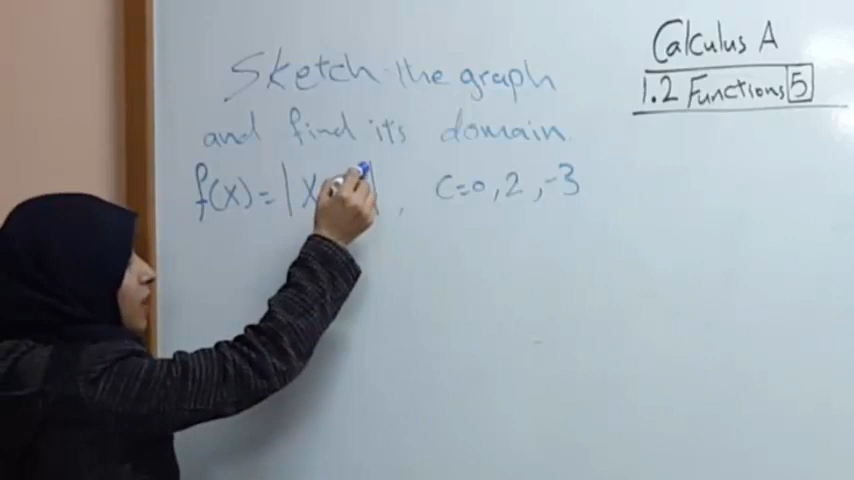 Sketch the graph
and find its domain.
f(x) = |x |, c=0, 2, -3
Calculus A
1.2 Functions 5